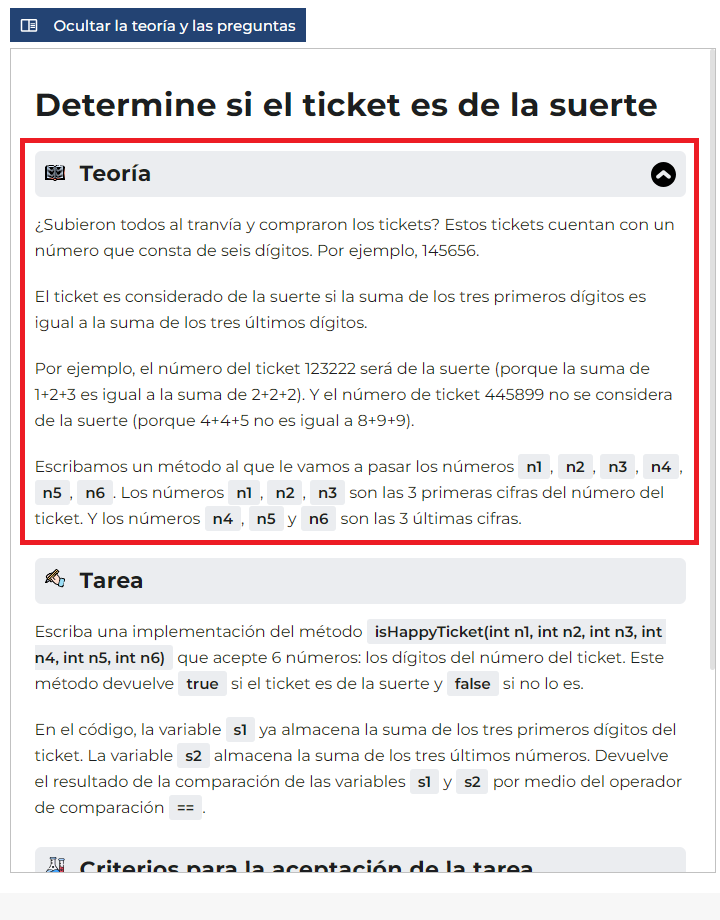 Ocultar la teoría y las preguntas
Determine si el ticket es de la suerte
Teoría
¿Subieron todos al tranvía y compraron los tickets? Estos tickets cuentan con un
número que consta de seis dígitos. Por ejemplo, 145656.
El ticket es considerado de la suerte si la suma de los tres primeros dígitos es
igual a la suma de los tres últimos dígitos.
Por ejemplo, el número del ticket 123222 será de la suerte (porque la suma de
1+2+3 es igual a la suma de 2+2+2). Y el número de ticket 445899 no se considera
de la suerte (porque 4+4+5 no es igual a 8+9+9).
Escribamos un método al que le vamos a pasar los números n1, n2, n3, n4,
n5, n6. Los números n1, n2, n3 son las 3 primeras cifras del número del
ticket. Y los números n4, n5 y n6 son las 3 últimas cifras.
Tarea
Escriba una implementación del método isHappyTicket(int n1, int n2, int n3, int
n4, int n5, int n6) que acepte 6 números: los dígitos del número del ticket. Este
método devuelve true si el ticket es de la suerte y false si no lo es.
En el código, la variable s1 ya almacena la suma de los tres primeros dígitos del
ticket. La variable s2 almacena la suma de los tres últimos números. Devuelve
el resultado de la comparación de las variables s1 y s2 por medio del operador
de comparación ==.
Criterios para la aceptación de la tarea